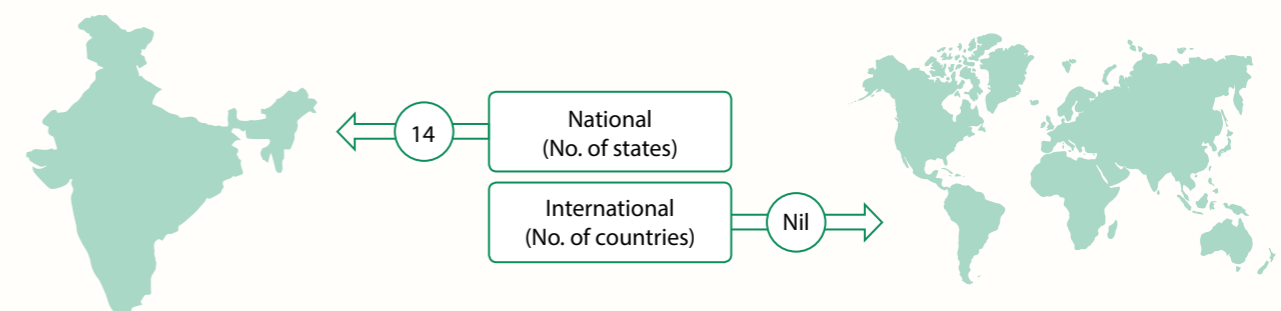 14
National
(No. of states)
International
(No. of countries)
Nil